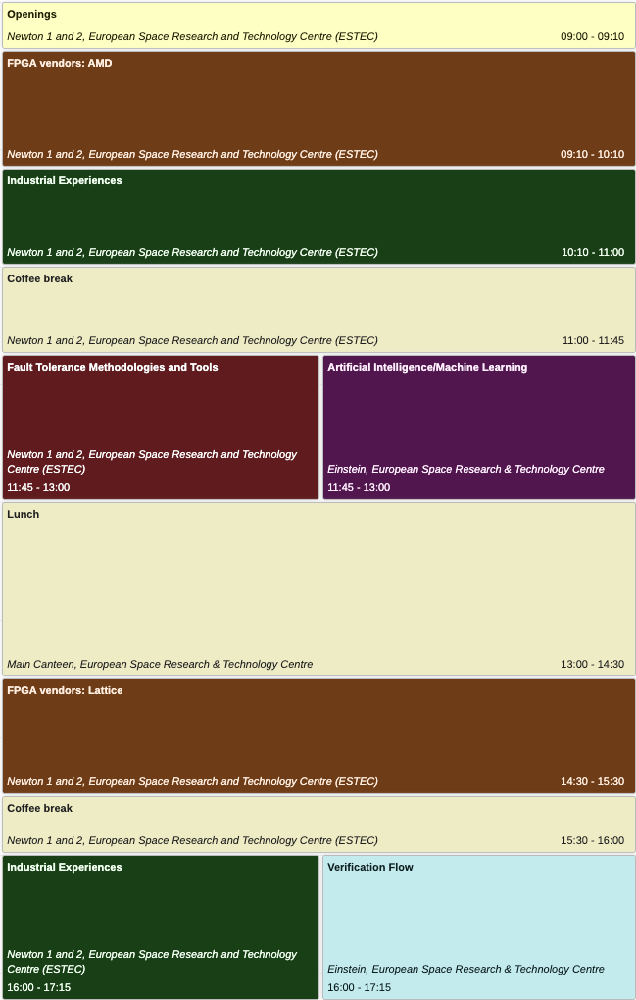 Openings
Newton 1 and 2, European Space Research and Technology Centre (ESTEC) 09:00 - 09:10
FPGA vendors: AMD
Newton 1 and 2, European Space Research and Technology Centre (ESTEC) 09:10 - 10:10
Industrial Experiences
Newton 1 and 2, European Space Research and Technology Centre (ESTEC) 10:10 - 11:00
Coffee break
Newton 1 and 2, European Space Research and Technology Centre (ESTEC) 11:00 - 11:45
Fault Tolerance Methodologies and Tools
Newton 1 and 2, European Space Research and Technology
Centre (ESTEC)
11:45 - 13:00
Artificial Intelligence/Machine Learning
Einstein, European Space Research & Technology Centre
11:45 - 13:00
Lunch
Main Canteen, European Space Research & Technology Centre 13:00 - 14:30
FPGA vendors: Lattice
Newton 1 and 2, European Space Research and Technology Centre (ESTEC) 14:30 - 15:30
Coffee break
Newton 1 and 2, European Space Research and Technology Centre (ESTEC) 15:30 - 16:00
Industrial Experiences
Newton 1 and 2, European Space Research and Technology
Centre (ESTEC)
16:00 - 17:15
Verification Flow
Einstein, European Space Research & Technology Centre
16:00 - 17:15